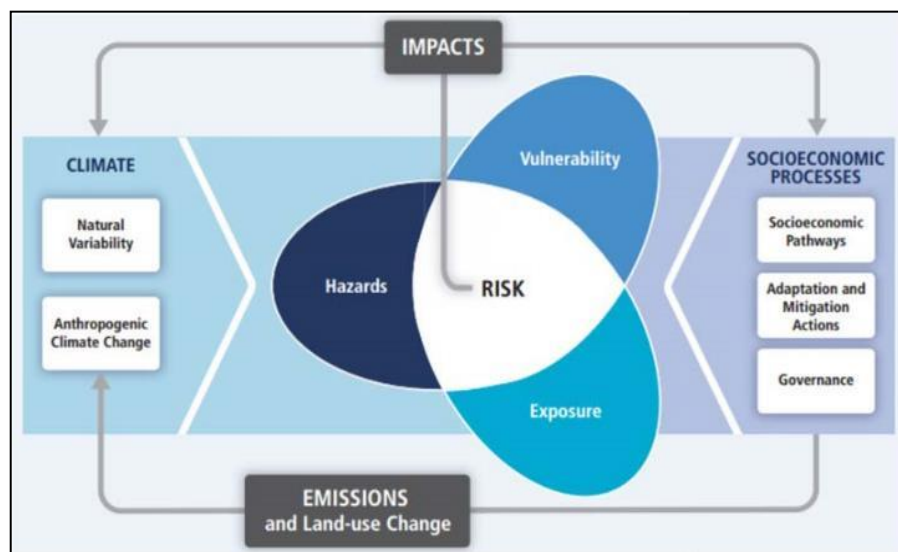 IMPACTS
CLIMATE
Natural
Variability
Anthropogenic
Climate Change
Hazards
Vulnerability
RISK
Exposure
SOCIOECONOMIC
PROCESSES
Socioeconomic
Pathways
Adaptation and
Mitigation
Actions
Governance
EMISSIONS
and Land-use Change